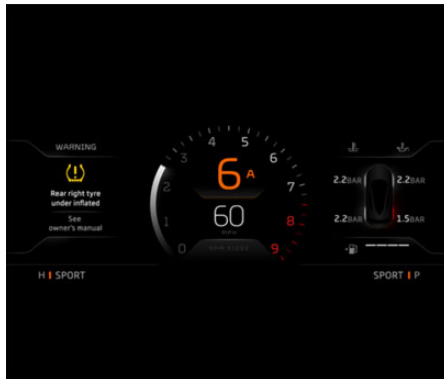 WARNING
Rear right tyre
under inflated
See
owner's manual
H SPORT
0
1
2
3
4
5
6
7
8
9
6 A
60
mph
2.2BAR 2.2BAR
2.2BAR 1.5BAR
SPORT P